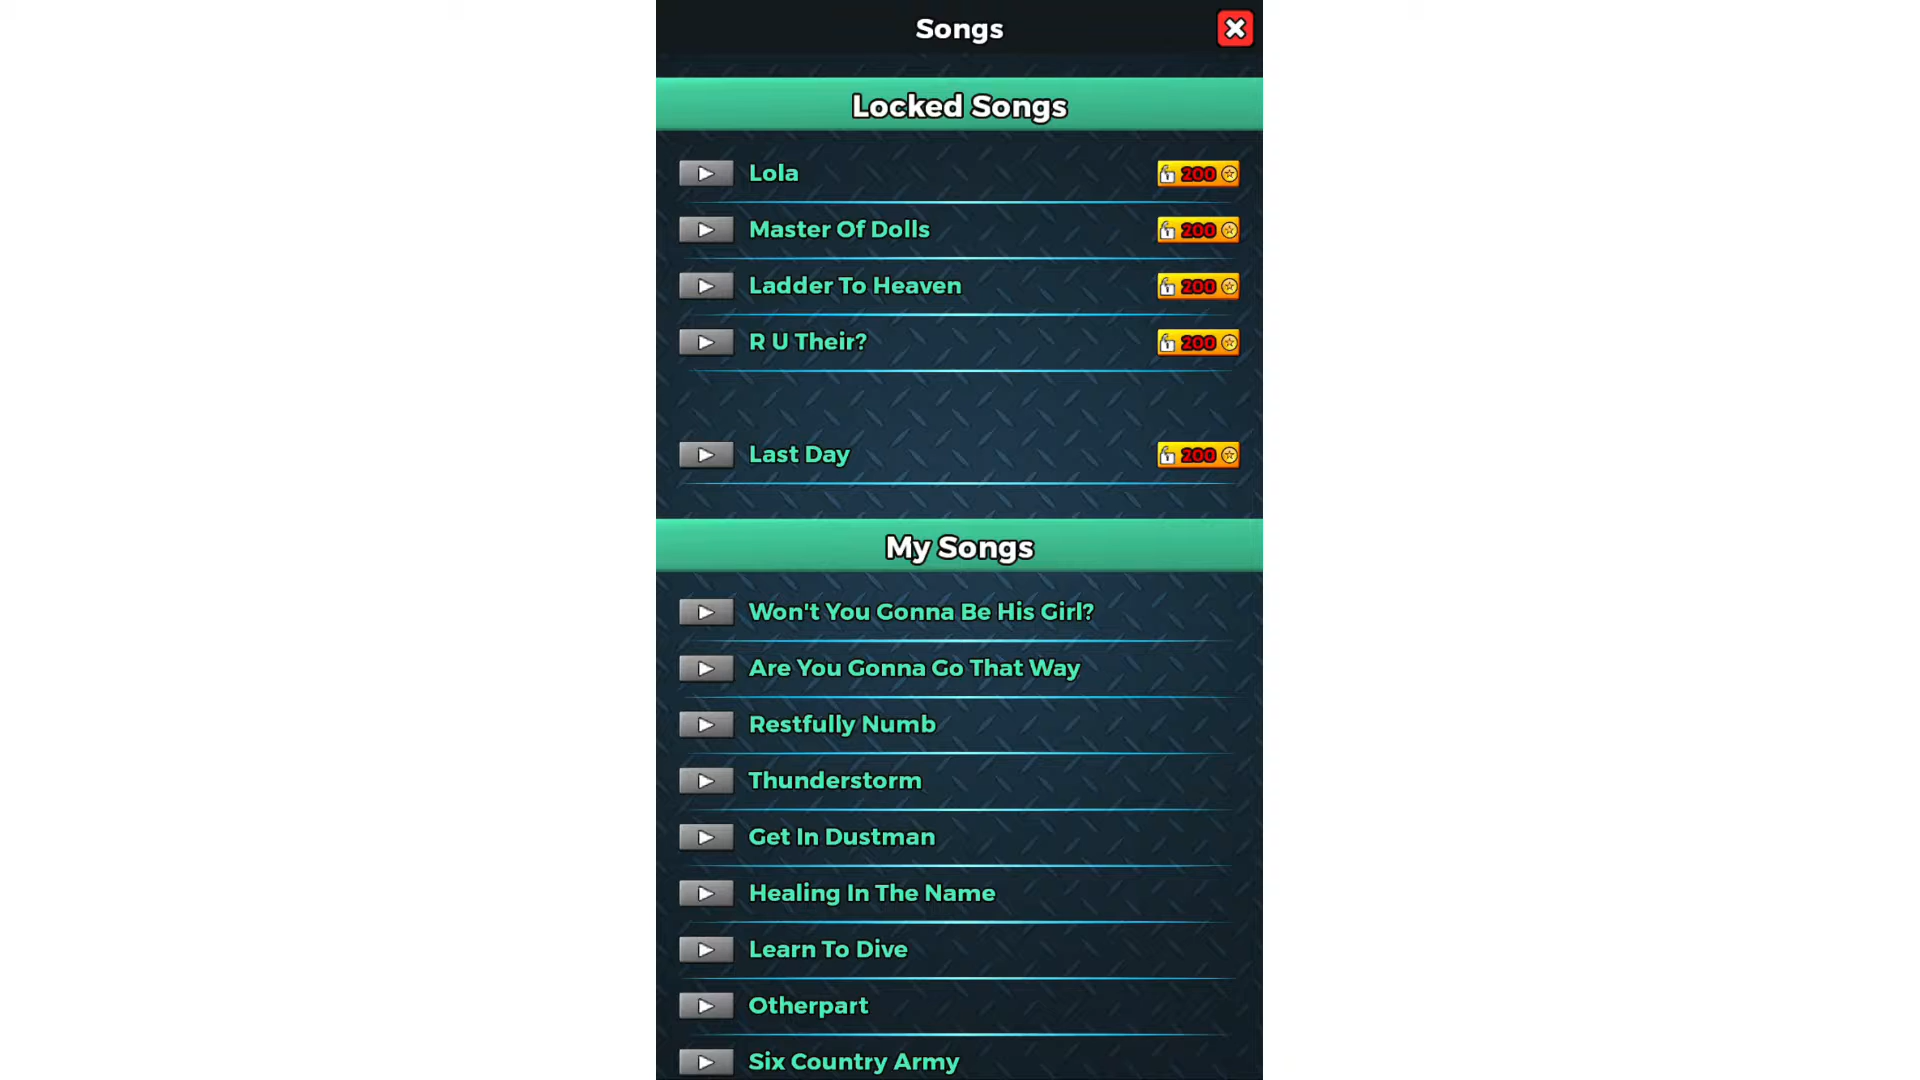 Songs
Locked Songs
Lola 200
Master Of Dolls 200
Ladder To Heaven 200
R U Their? 200
Last Day 200
My Songs
Won't You Gonna Be His Girl?
Are You Gonna Go That Way
Restfully Numb
Thunderstorm
Get In Dustman
Healing In The Name
Learn To Dive
Otherpart
Six Country Army